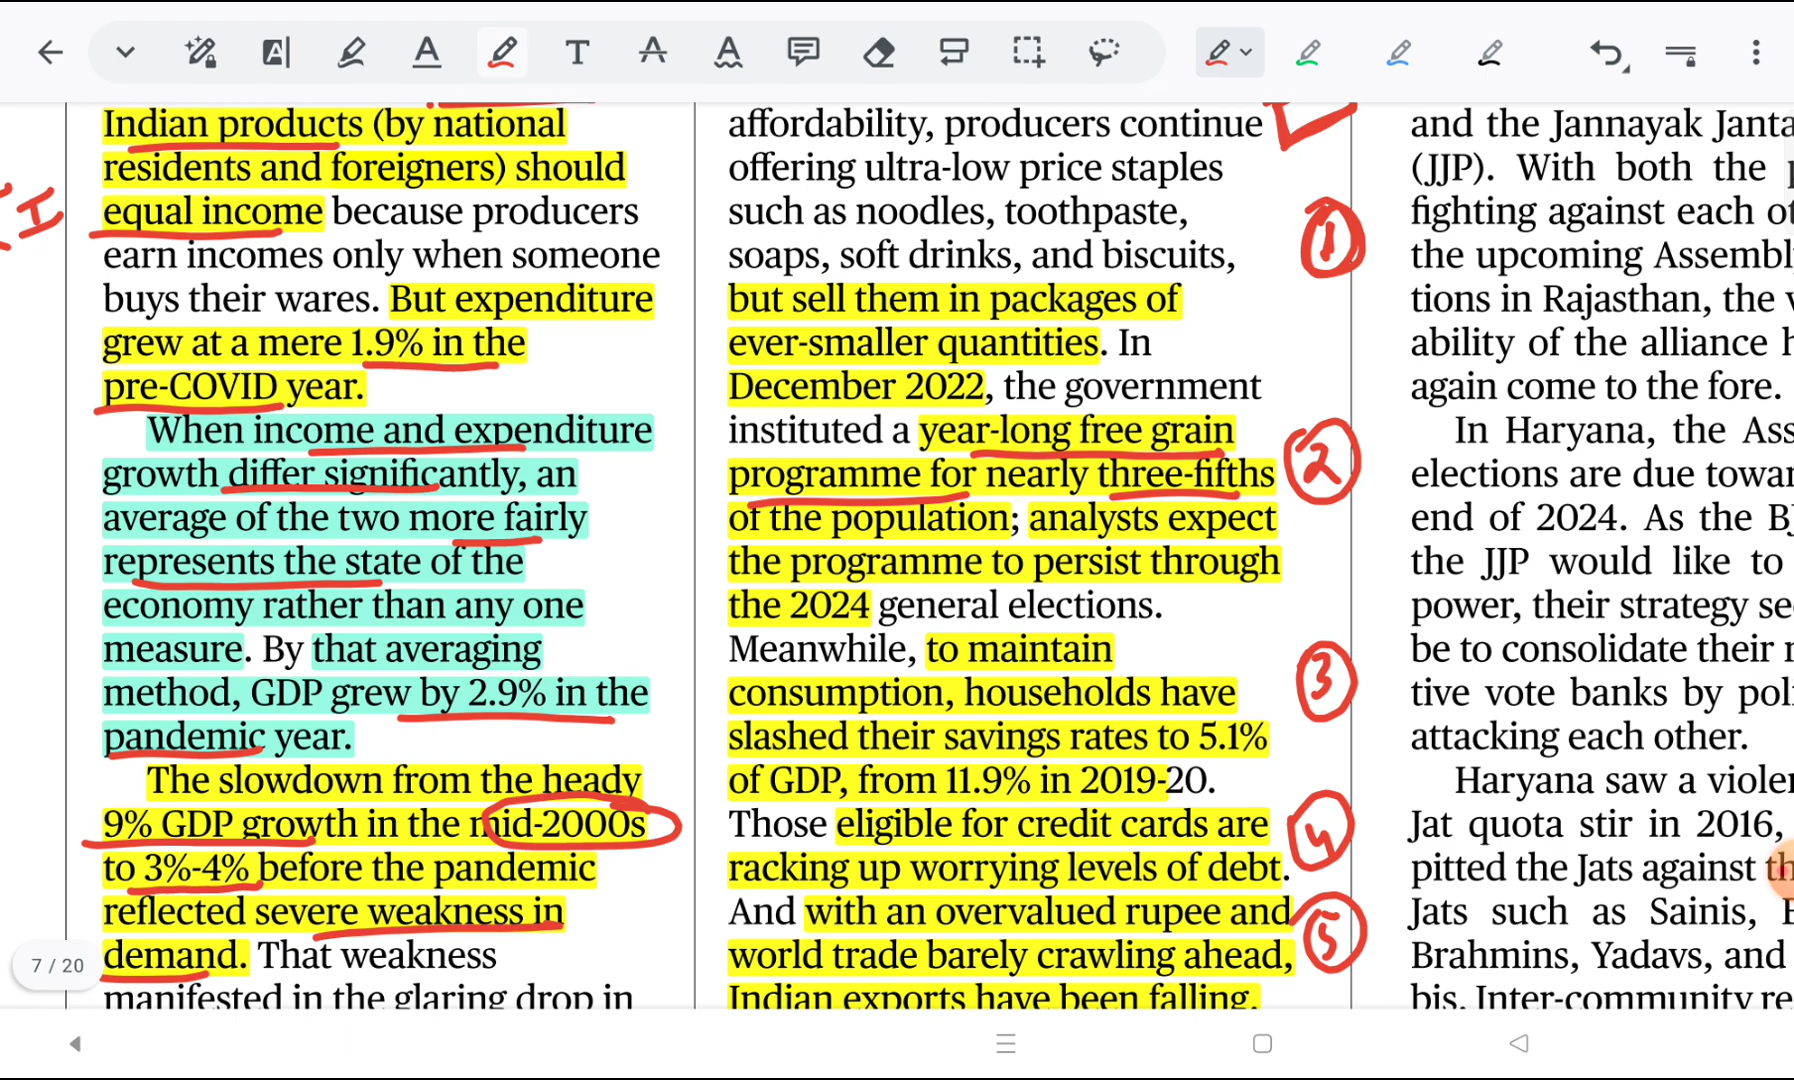 Indian products (by national
residents and foreigners) should
equal income because producers
earn incomes only when someone
buys their wares. But expenditure
grew at a mere 1.9% in the
pre-COVID year.
When income and expenditure
growth differ significantly, an
average of the two more fairly
represents the state of the
economy rather than any one
measure. By that averaging
method, GDP grew by 2.9% in the
pandemic year.
The slowdown from the heady
9% GDP growth in the mid-2000s
to 3%-4% before the pandemic
reflected severe weakness in
demand. That weakness
manifested in the glaring drop in
affordability, producers continue
offering ultra-low price staples
such as noodles, toothpaste,
soaps, soft drinks, and biscuits,
but sell them in packages of
ever-smaller quantities. In
December 2022, the government
instituted a year-long free grain
programme for nearly three-fifths
of the population; analysts expect
the programme to persist through
the 2024 general elections.
Meanwhile, to maintain
consumption, households have
slashed their savings rates to 5.1%
of GDP, from 11.9% in 2019-20.
Those eligible for credit cards are
racking up worrying levels of debt.
And with an overvalued rupee and
world trade barely crawling ahead,
Indian exports have been falling.
1
2
3
4
5
and the Jannayak Janta
(JJP). With both the
fighting against each
the upcoming
tions in Rajasthan, the
ability of the alliance
again come to the fore.
In Haryana, the
elections are due
end of 2024. As the
the JJP would like to
power, their strategy
be to consolidate their
tive vote banks by
attacking each other.
Haryana saw a
Jat quota stir in 2016,
pitted the Jats against
Jats such as Sainis,
Brahmins, Yadavs, and
bis. Inter-community
7 / 20